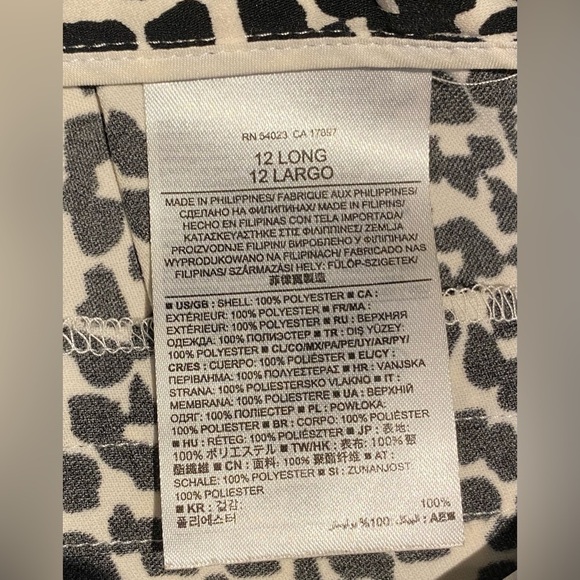 RN 54023 CA 17897
12 LONG
12 LARGO
MADE IN PHILIPPINES/ FABRIQUE AUX PHILIPPINES/
СДЕЛАНО НА ФИЛИПИНАХ/ MADE IN FILIPINS/
HECHO EN FILIPINAS CON TELA IMPORTADA/
ΚΑΤΑΣΚΕΥΑΣΤΗΚΕ ΣΤΙΣ ΦΙΛΙΠΠΙΝΕΣ/ ZEMLJA
PROIZVODNJE FILIPINI/ ВИРОБЛЕНО У ФІЛІПІНАХ/
WYPRODUKOWANO NA FILIPINACH/ FABRICADO NAS
FILIPINAS/ SZÁRMAZÁSI HELY: FÜLÖP-SZIGETEK/
菲律賓製造
■ US/GB : SHELL: 100% POLYESTER ■ CA :
EXTÉRIEUR: 100% POLYESTER ■ FR/MA :
EXTÉRIEUR: 100% POLYESTER ■ RU : ВЕРХНЯЯ
ОДЕЖДА: 100% ПОЛИЭСТЕР ■ TR : DIŞ YÜZEY:
100% POLYESTER ■ CL/CO/MX/PA/PE/UY/AR/PY/
CR/ES : CUERPO: 100% POLIÉSTER ■ EL/CY :
ΠΕΡΙΒΛΗΜΑ: 100% ΠΟΛΥΕΣΤΕΡΑΣ ■ HR : VANJSKA
STRANA: 100% POLIESTERSKO VLAKNO ■ IT :
MEMBRANA: 100% POLIESTERE ■ UA : ВЕРХНІЙ
ОДЯГ: 100% ПОЛІЕСТЕР ■ PL : POWŁOKA:
100% POLIESTER ■ BR : CORPO: 100% POLIÉSTER
■ HU : RÉTEG: 100% POLIÉSZTER ■ JP : 表地:
100% ポリエステル ■ TW/HK : 表布: 100% 聚
酯纖維 ■ CN : 面料: 100% 聚酯纤维 ■ AT :
SCHALE: 100% POLYESTER ■ SI : ZUNANJOST
: 100% POLIESTER
■ KR : 겉감: 100%
폴리에스터
■ AE : الهيكل: 100% بوليستر